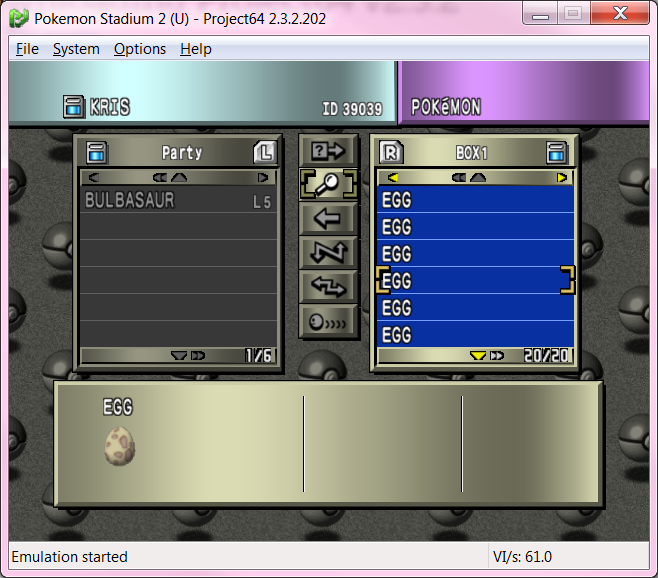 Pokemon Stadium 2 (U) - Project64 2.3.2.202
File System Options Help
KRIS ID 39039 POKéMON
L Party R BOX1
BULBASAUR L5
EGG
EGG
EGG
EGG
EGG
EGG
1/6 20/20
EGG
Emulation started VI/s: 61.0